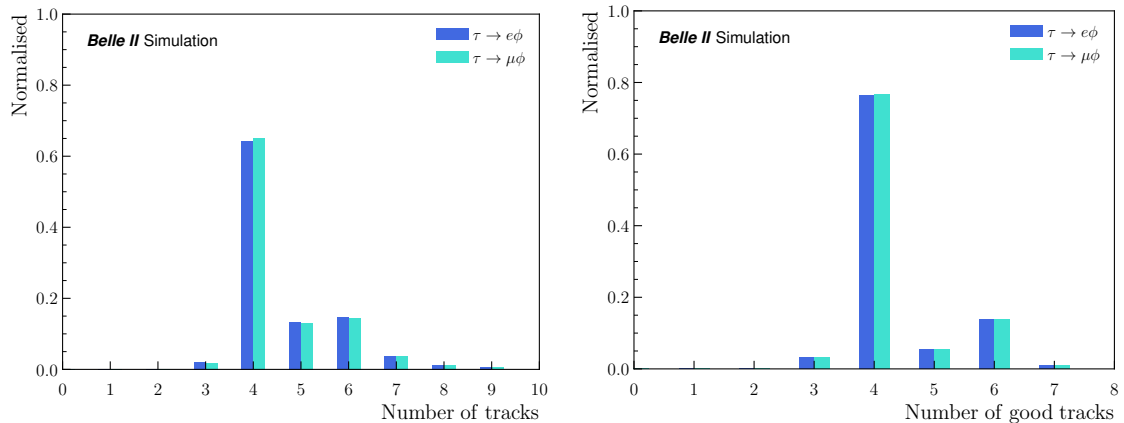 Normalised
1.0
0.8
0.6
0.4
0.2
0.0
Belle II Simulation
τ → eϕ
τ → μϕ
0 1 2 3 4 5 6 7 8 9 10
Number of tracks
Normalised
1.0
0.8
0.6
0.4
0.2
0.0
Belle II Simulation
τ → eϕ
τ → μϕ
0 1 2 3 4 5 6 7 8
Number of good tracks